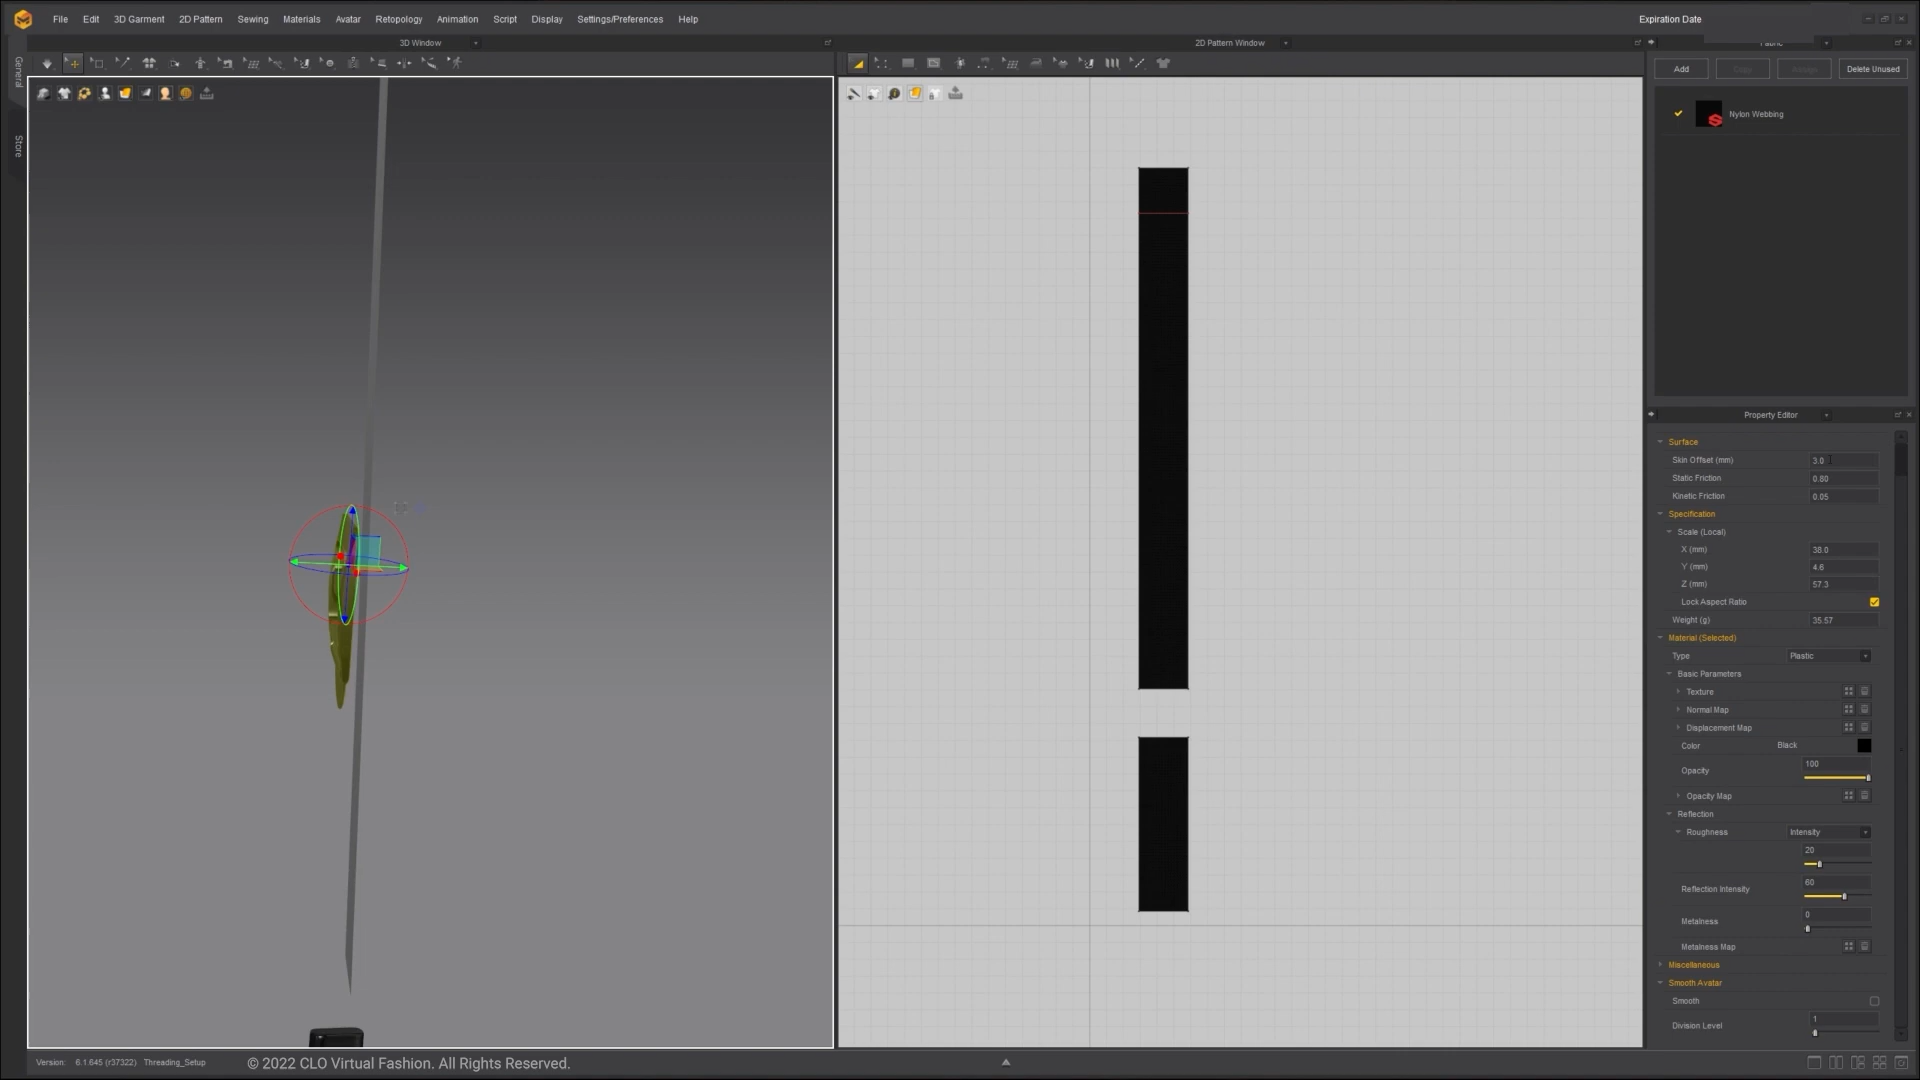 File Edit 3D Garment 2D Pattern Sewing Materials Avatar Retopology Animation Script Display Settings/Preferences Help Expiration Date
3D Window
2D Pattern Window
General
Store
Add
Delete Unused
Nylon Webbing
Property Editor
Surface
Skin Offset (mm) 3.0
Static Friction 0.80
Kinetic Friction 0.05
Specification
Scale (Local)
X (mm) 38.0
Y (mm) 4.6
Z (mm) 57.3
Lock Aspect Ratio
Weight (g) 35.57
Material (Selected)
Type Plastic
Basic Parameters
Texture
Normal Map
Displacement Map
Color Black
Opacity 100
Opacity Map
Reflection
Roughness Intensity
20
Reflection Intensity 60
Metalness 0
Metalness Map
Miscellaneous
Smooth Avatar
Smooth
Division Level 1
Version: 6.1.645 (r37322) Threading_Setup © 2022 CLO Virtual Fashion. All Rights Reserved.